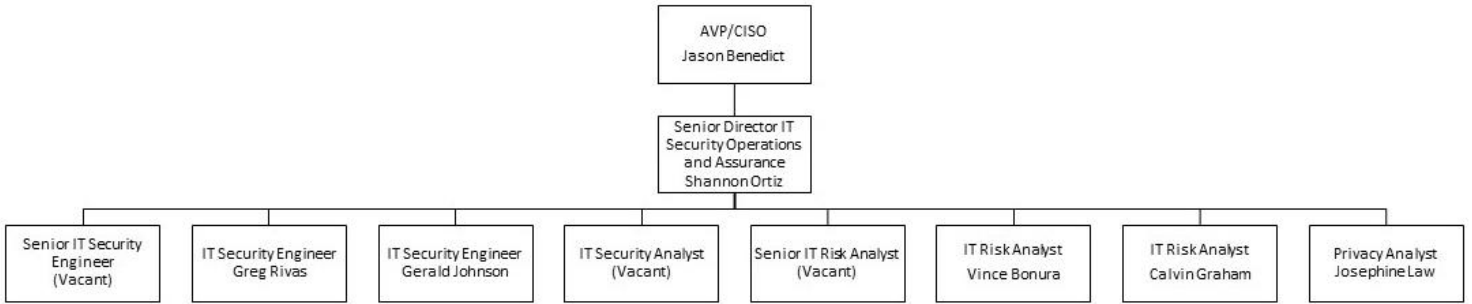 AVP/CISO
Jason Benedict
Senior Director IT
Security Operations
and Assurance
Shannon Ortiz
Senior IT Security
Engineer
(Vacant)
IT Security Engineer
Greg Rivas
IT Security Engineer
Gerald Johnson
IT Security Analyst
(Vacant)
Senior IT Risk Analyst
(Vacant)
IT Risk Analyst
Vince Bonura
IT Risk Analyst
Calvin Graham
Privacy Analyst
Josephine Law